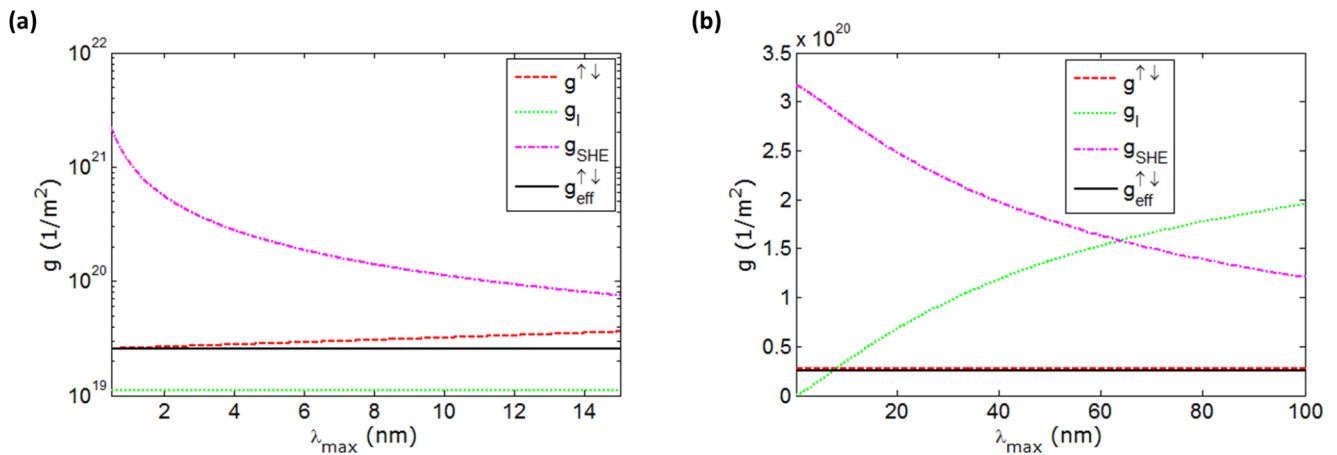 (a)
10^22
10^21
10^20
10^19
g (1/m^2)
2 4 6 8 10 12 14
λ_max (nm)
g^↑↓
g_I
g_SHE
g_eff^↑↓
(b)
x 10^20
3.5
3
2.5
2
1.5
1
0.5
0
g (1/m^2)
20 40 60 80 100
λ_max (nm)
g^↑↓
g_I
g_SHE
g_eff^↑↓